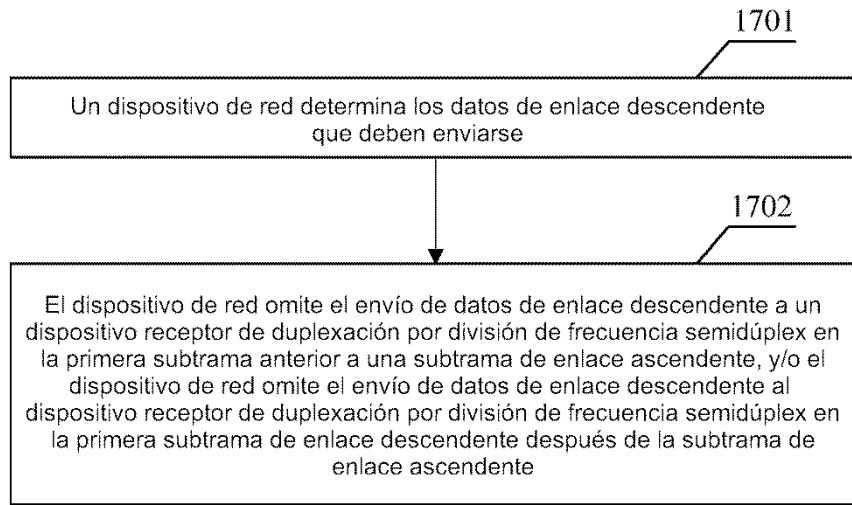 1701
Un dispositivo de red determina los datos de enlace descendente
que deben enviarse
1702
El dispositivo de red omite el envío de datos de enlace descendente a un
dispositivo receptor de duplexación por división de frecuencia semidúplex en
la primera subtrama anterior a una subtrama de enlace ascendente, y/o el
dispositivo de red omite el envío de datos de enlace descendente al
dispositivo receptor de duplexación por división de frecuencia semidúplex en
la primera subtrama de enlace descendente después de la subtrama de
enlace ascendente